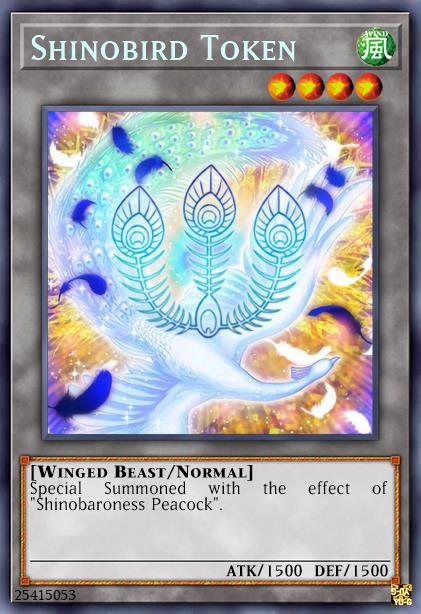 SHINOBIRD TOKEN
WIND
風
[WINGED BEAST/NORMAL]
Special Summoned with the effect of
"Shinobaroness Peacock".
ATK/1500 DEF/1500
25415053